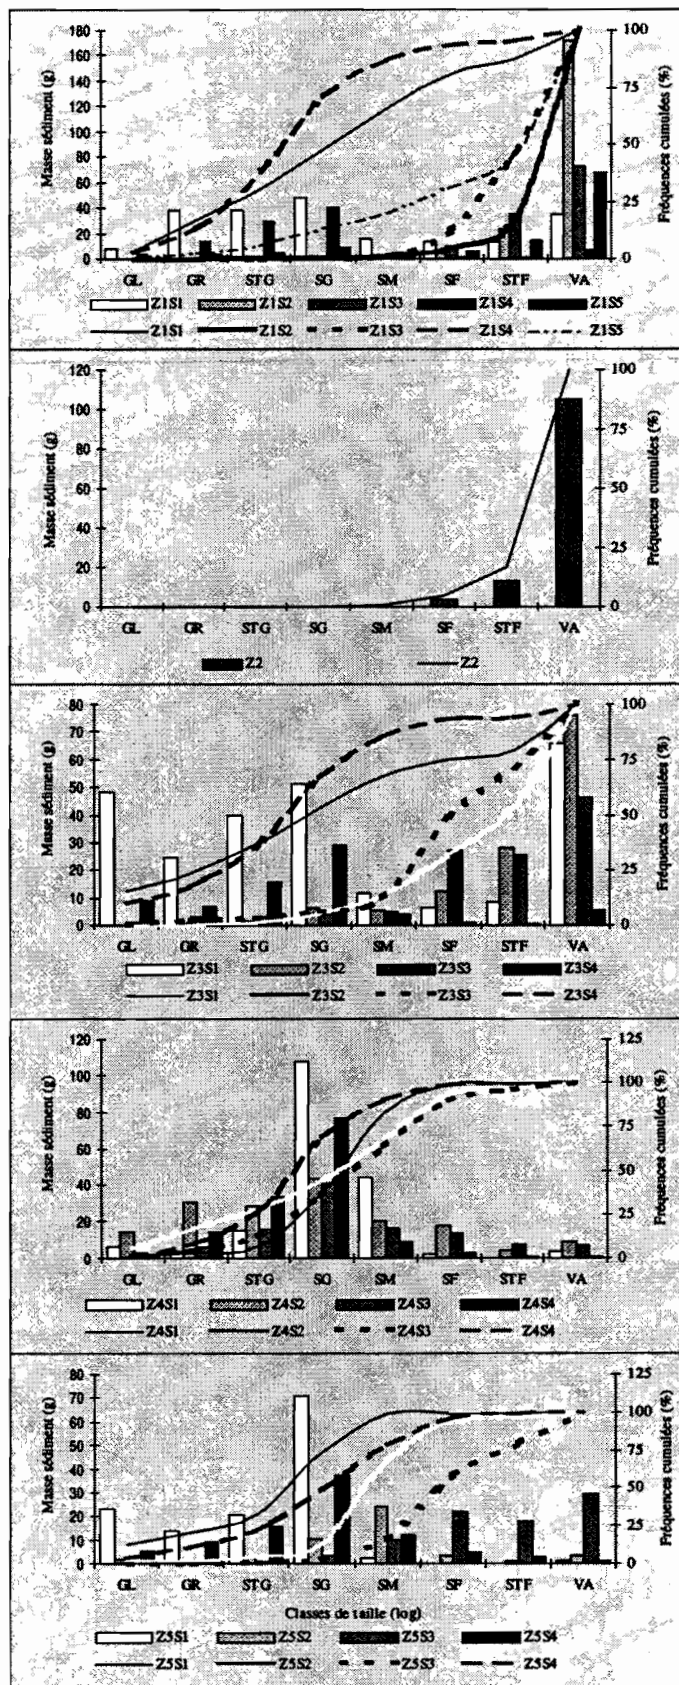 Masse sédiment (g)
Fréquences cumulées (%)
180
160
140
120
100
80
60
40
20
0
100
75
50
25
0
GL GR STG SG SM SF STF VA
Z1S1 Z1S2 Z1S3 Z1S4 Z1S5
Z1S1 Z1S2 Z1S3 Z1S4 Z1S5
Masse sédiment (g)
Fréquences cumulées (%)
120
100
80
60
40
20
0
100
75
50
25
0
GL GR STG SG SM SF STF VA
Z2 Z2
Masse sédiment (g)
Fréquences cumulées (%)
80
70
60
50
40
30
20
10
0
100
75
50
25
0
GL GR STG SG SM SF STF VA
Z3S1 Z3S2 Z3S3 Z3S4
Z3S1 Z3S2 Z3S3 Z3S4
Masse sédiment (g)
Fréquences cumulées (%)
120
100
80
60
40
20
0
125
100
75
50
25
0
GL GR STG SG SM SF STF VA
Z4S1 Z4S2 Z4S3 Z4S4
Z4S1 Z4S2 Z4S3 Z4S4
Masse sédiment (g)
Fréquences cumulées (%)
80
70
60
50
40
30
20
10
0
125
100
75
50
25
0
GL GR STG SG SM SF STF VA
Classes de taille (log)
Z5S1 Z5S2 Z5S3 Z5S4
Z5S1 Z5S2 Z5S3 Z5S4